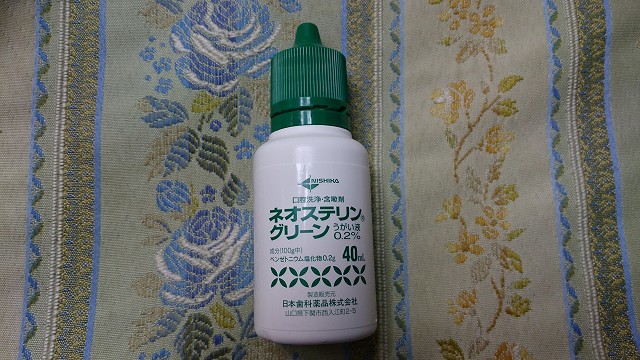 NISHIKA
口腔洗浄・含嗽剤
ネオステリン®
グリーン うがい液 0.2%
成分(100g中)
ベンゼトニウム塩化物0.2g 40mL
製造販売元
日本歯科薬品株式会社
山口県下関市西入江町2-5